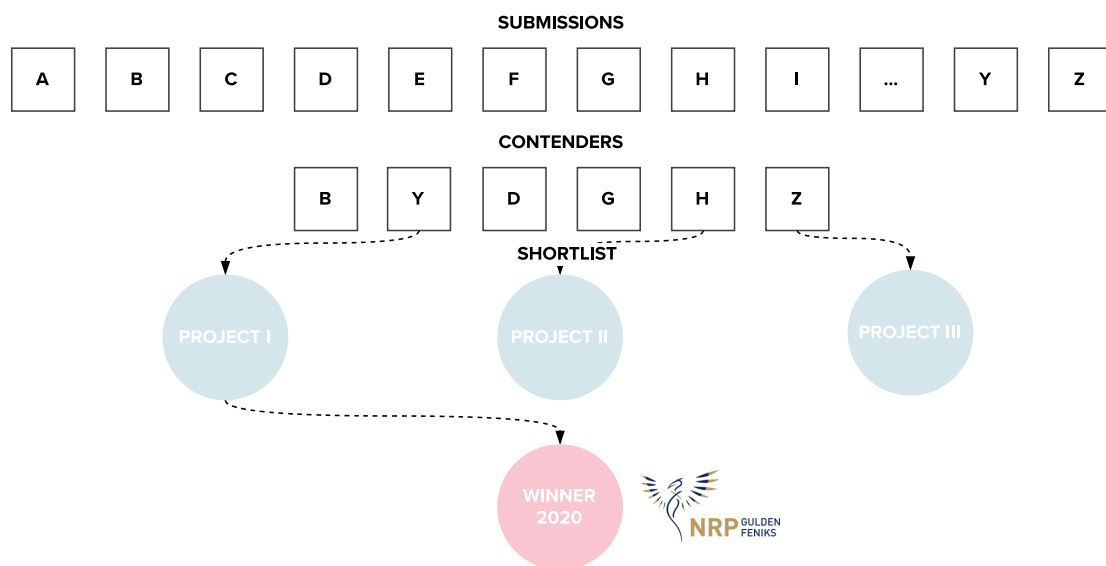 SUBMISSIONS
A B C D E F G H I ... Y Z
CONTENDERS
B Y D G H Z
SHORTLIST
PROJECT I PROJECT II PROJECT III
WINNER
2020
NRP GULDEN
FENIKS